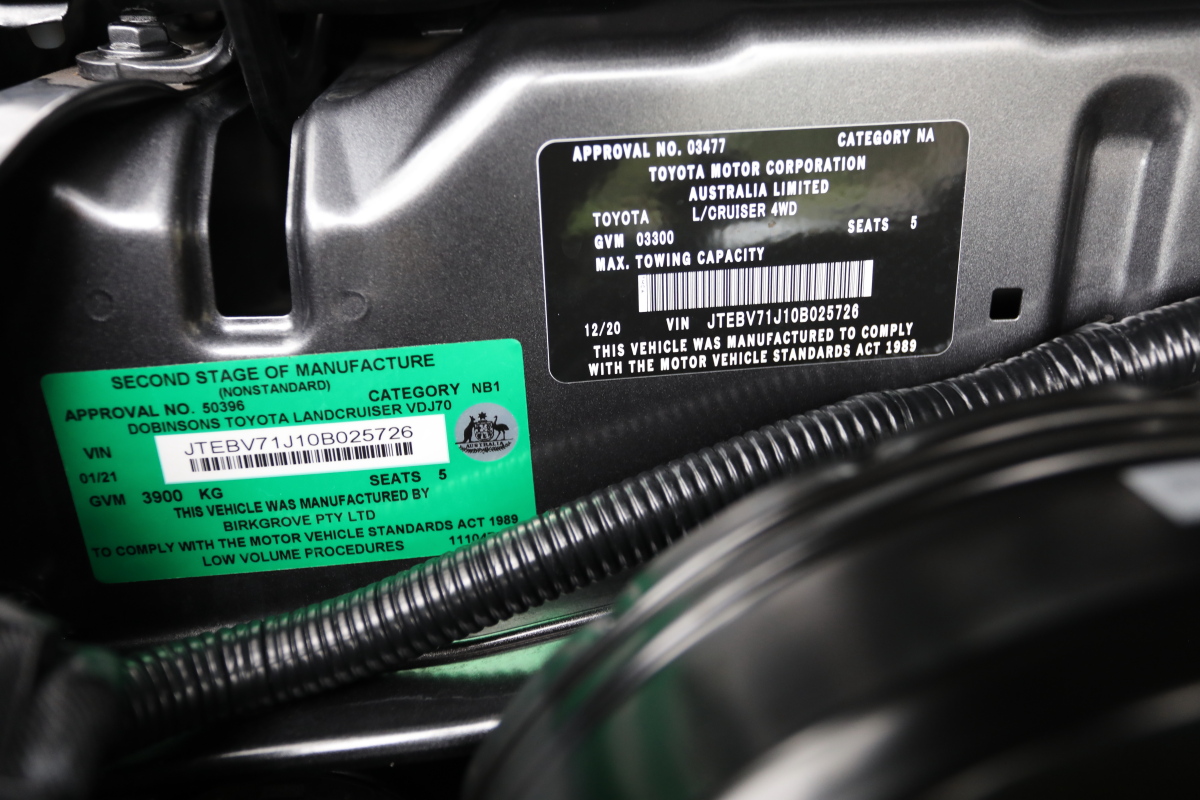 APPROVAL NO. 03477 CATEGORY NA
TOYOTA MOTOR CORPORATION
AUSTRALIA LIMITED
TOYOTA L/CRUISER 4WD
GVM 03300 SEATS 5
MAX. TOWING CAPACITY
12/20 VIN JTEBV71J10B025726
THIS VEHICLE WAS MANUFACTURED TO COMPLY
WITH THE MOTOR VEHICLE STANDARDS ACT 1989
SECOND STAGE OF MANUFACTURE
(NONSTANDARD)
APPROVAL NO. 50396 CATEGORY NB1
DOBINSONS TOYOTA LANDCRUISER VDJ70
VIN JTEBV71J10B025726
AUSTRALIA
01/21
GVM 3900 KG SEATS 5
THIS VEHICLE WAS MANUFACTURED BY
BIRKGROVE PTY LTD
TO COMPLY WITH THE MOTOR VEHICLE STANDARDS ACT 1989
LOW VOLUME PROCEDURES